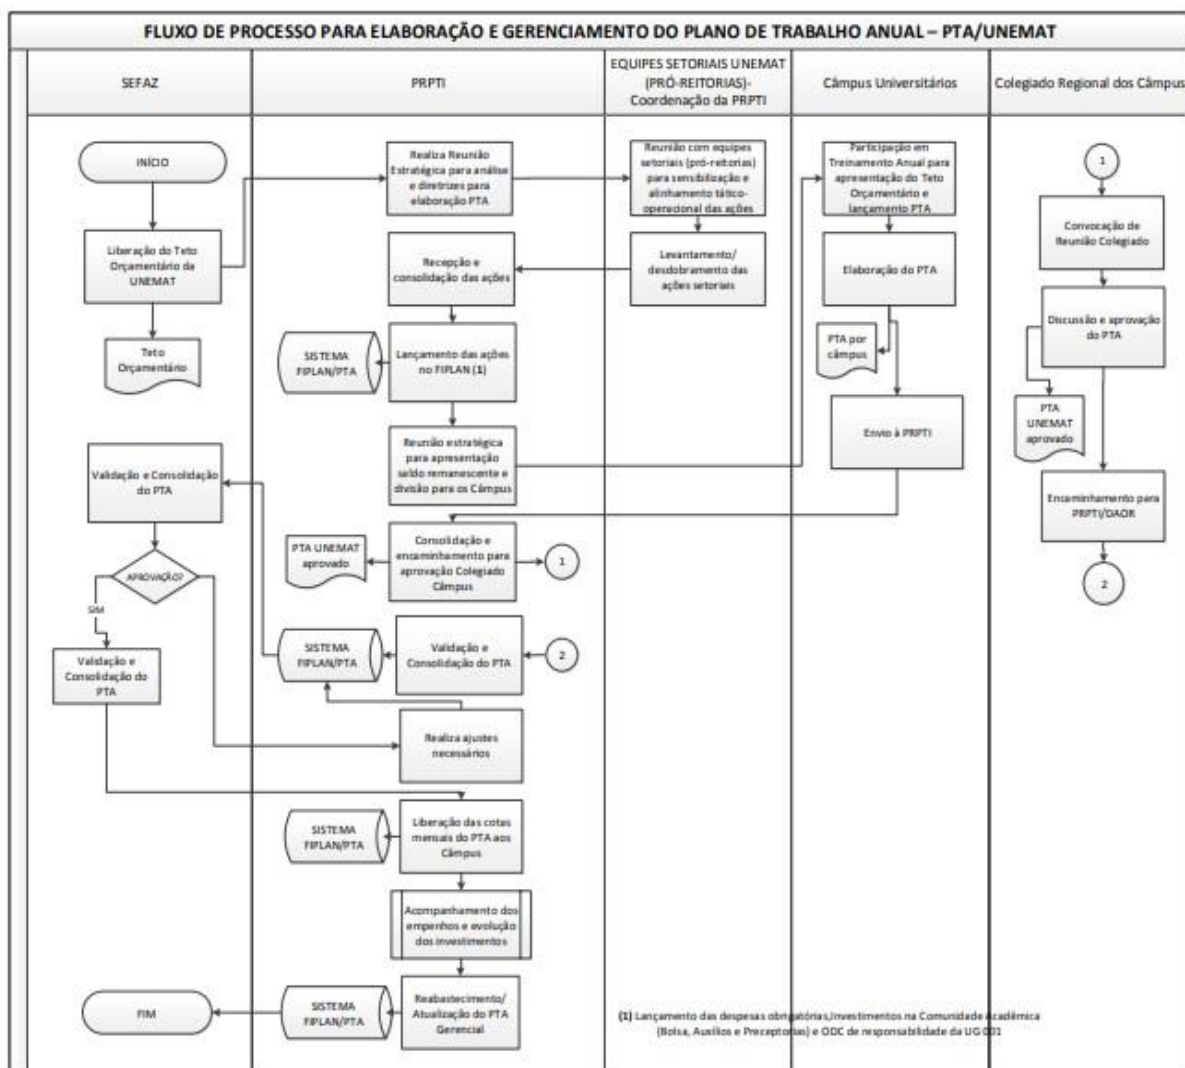 FLUXO DE PROCESSO PARA ELABORAÇÃO E GERENCIAMENTO DO PLANO DE TRABALHO ANUAL – PTA/UNEMAT
SEFAZ
PRPTI
EQUIPES SETORIAIS UNEMAT
(PRÓ-REITORIAS)-
Coordenação da PRPTI
Câmpus Universitários
Colegiado Regional dos Câmpus
INÍCIO
Liberação do Teto
Orçamentário da
UNEMAT
Teto
Orçamentário
Validação e Consolidação
do PTA
APROVAÇÃO?
SIM
Validação e
Consolidação do
PTA
FIM
Realiza Reunião
Estratégica para análise
e diretrizes para
elaboração PTA
Recepção e
consolidação das ações
SISTEMA
FIPLAN/PTA
Lançamento das ações
no FIPLAN (1)
Reunião estratégica
para apresentação
saldo remanescente e
divisão para os Câmpus
PTA UNEMAT
aprovado
Consolidação e
encaminhamento para
aprovação Colegiado
Câmpus
1
SISTEMA
FIPLAN/PTA
Validação e
Consolidação do PTA
2
Realiza ajustes
necessários
SISTEMA
FIPLAN/PTA
Liberação das cotas
mensais do PTA aos
Câmpus
Acompanhamento dos
empenhos e evolução
dos investimentos
SISTEMA
FIPLAN/PTA
Reabastecimento/
Atualização do PTA
Gerencial
Reunião com equipes
setoriais (pró-reitorias)
para sensibilização e
alinhamento tático-
operacional das ações
Levantamento/
desdobramento das
ações setoriais
Participação em
Treinamento Anual para
apresentação do Teto
Orçamentário e
lançamento PTA
Elaboração do PTA
PTA por
câmpus
Envio à PRPTI
1
Convocação de
Reunião Colegiado
Discussão e aprovação
do PTA
PTA
UNEMAT
aprovado
Encaminhamento para
PRPTI/DAOR
2
(1) Lançamento das despesas obrigatórias,Investimentos na Comunidade Acadêmica
(Bolsa, Auxílios e Preceptorias) e ODC de responsabilidade da UG 001